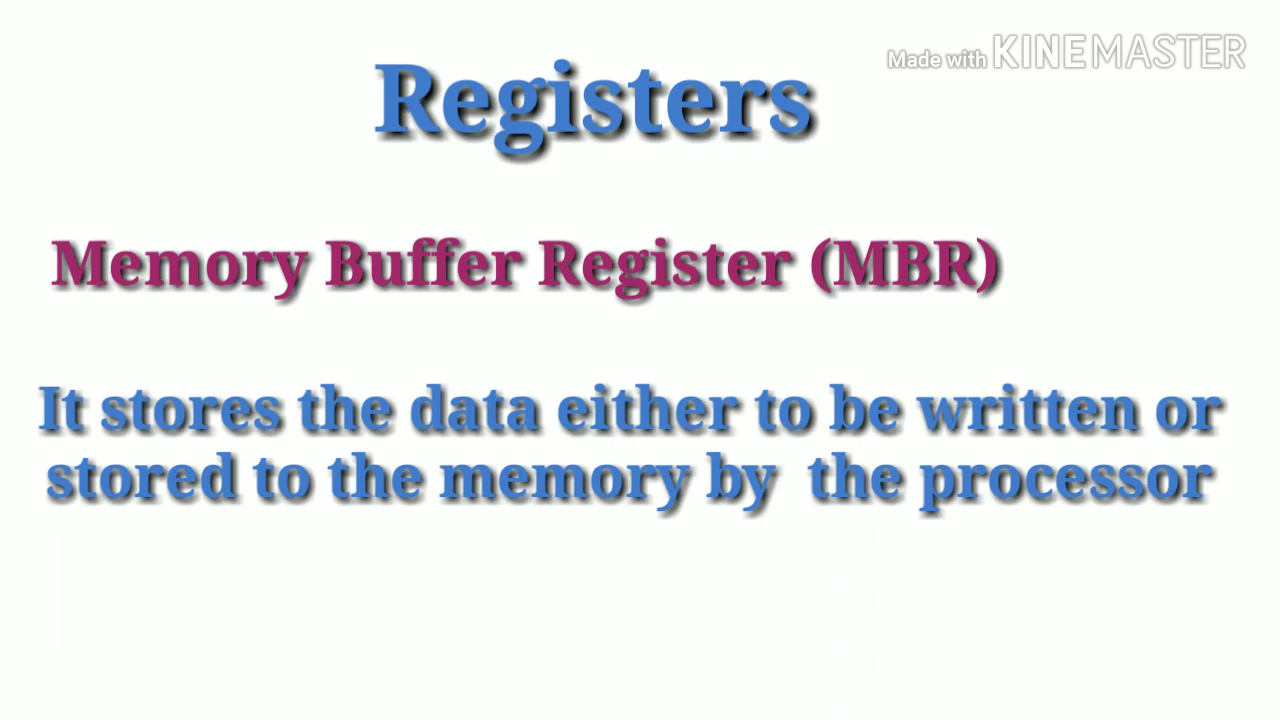 Made with KINEMASTER
Registers
Memory Buffer Register (MBR)
It stores the data either to be written or
stored to the memory by the processor